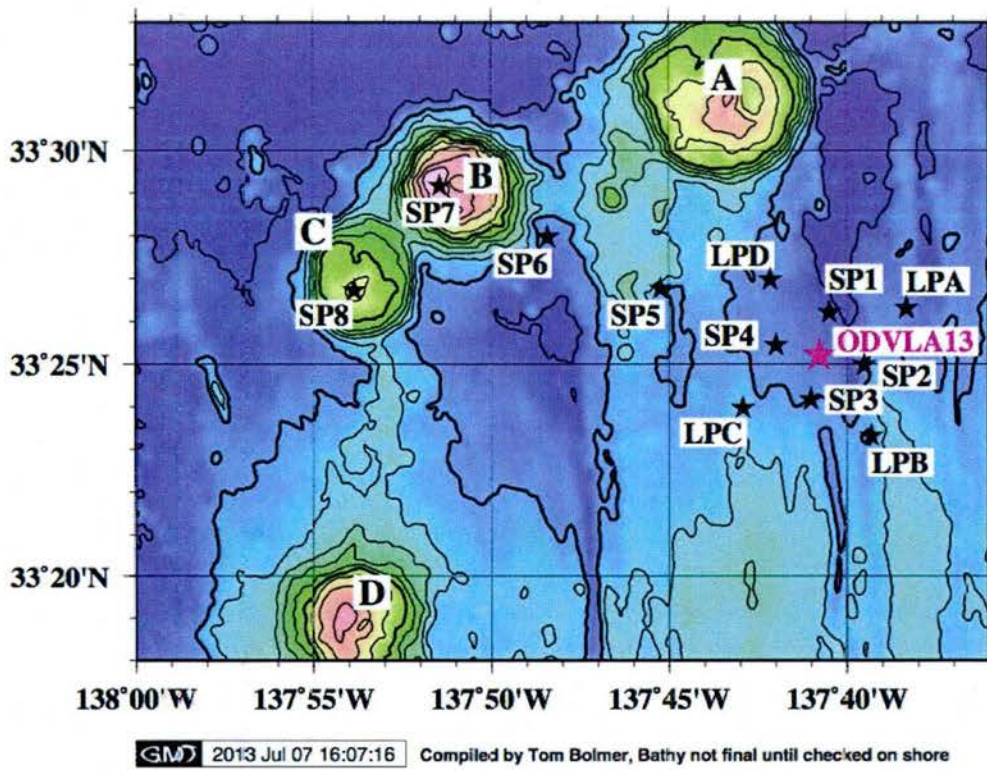 A
33°30'N
B
SP7
C
SP6
LPD
SP1
LPA
SP8
SP5
SP4
ODVLA13
33°25'N
SP2
SP3
LPC
LPB
33°20'N
D
138°00'W
137°55'W
137°50'W
137°45'W
137°40'W
GMT 2013 Jul 07 16:07:16 Compiled by Tom Bolmer, Bathy not final until checked on shore